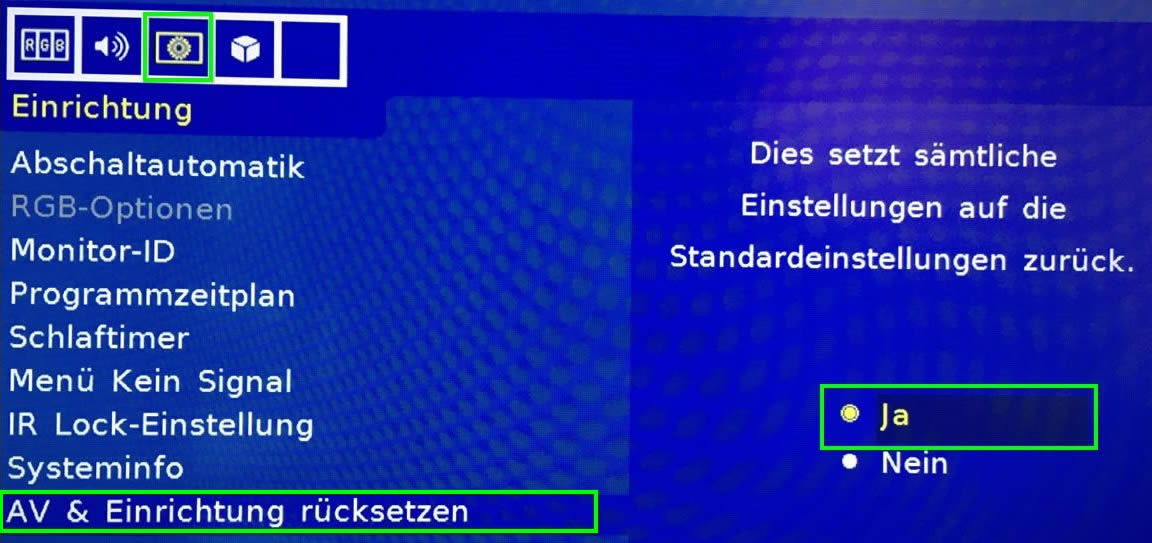 RGB
Einrichtung
Abschaltautomatik
RGB-Optionen
Monitor-ID
Programmzeitplan
Schlaftimer
Menü Kein Signal
IR Lock-Einstellung
Systeminfo
AV & Einrichtung rücksetzen
Dies setzt sämtliche
Einstellungen auf die
Standardeinstellungen zurück.
Ja
Nein